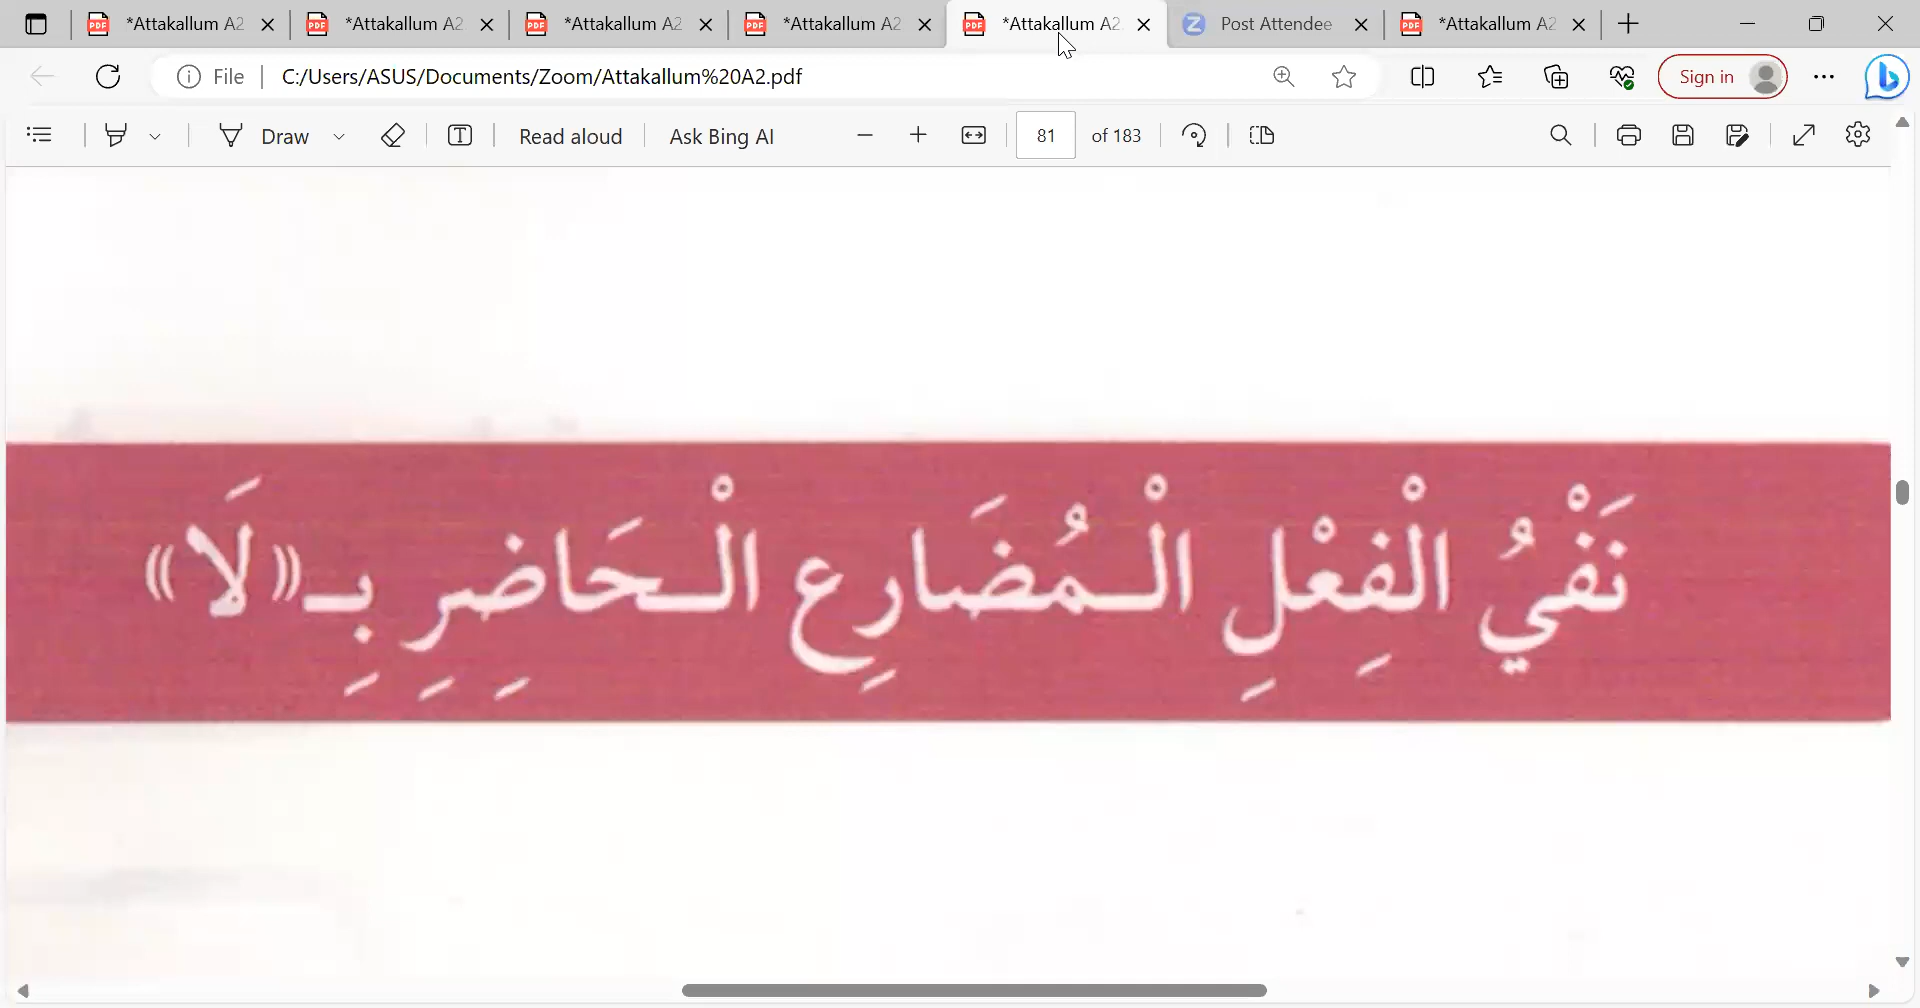 *Attakallum A2 *Attakallum A2 *Attakallum A2 *Attakallum A2 *Attakallum A2 Post Attendee *Attakallum A2
File C:/Users/ASUS/Documents/Zoom/Attakallum%20A2.pdf Sign in
Draw Read aloud Ask Bing AI 81 of 183
نَفْيُ الْفِعْلِ الْـمُضَارِع الْـحَاضِرِ بِـ«لَا»